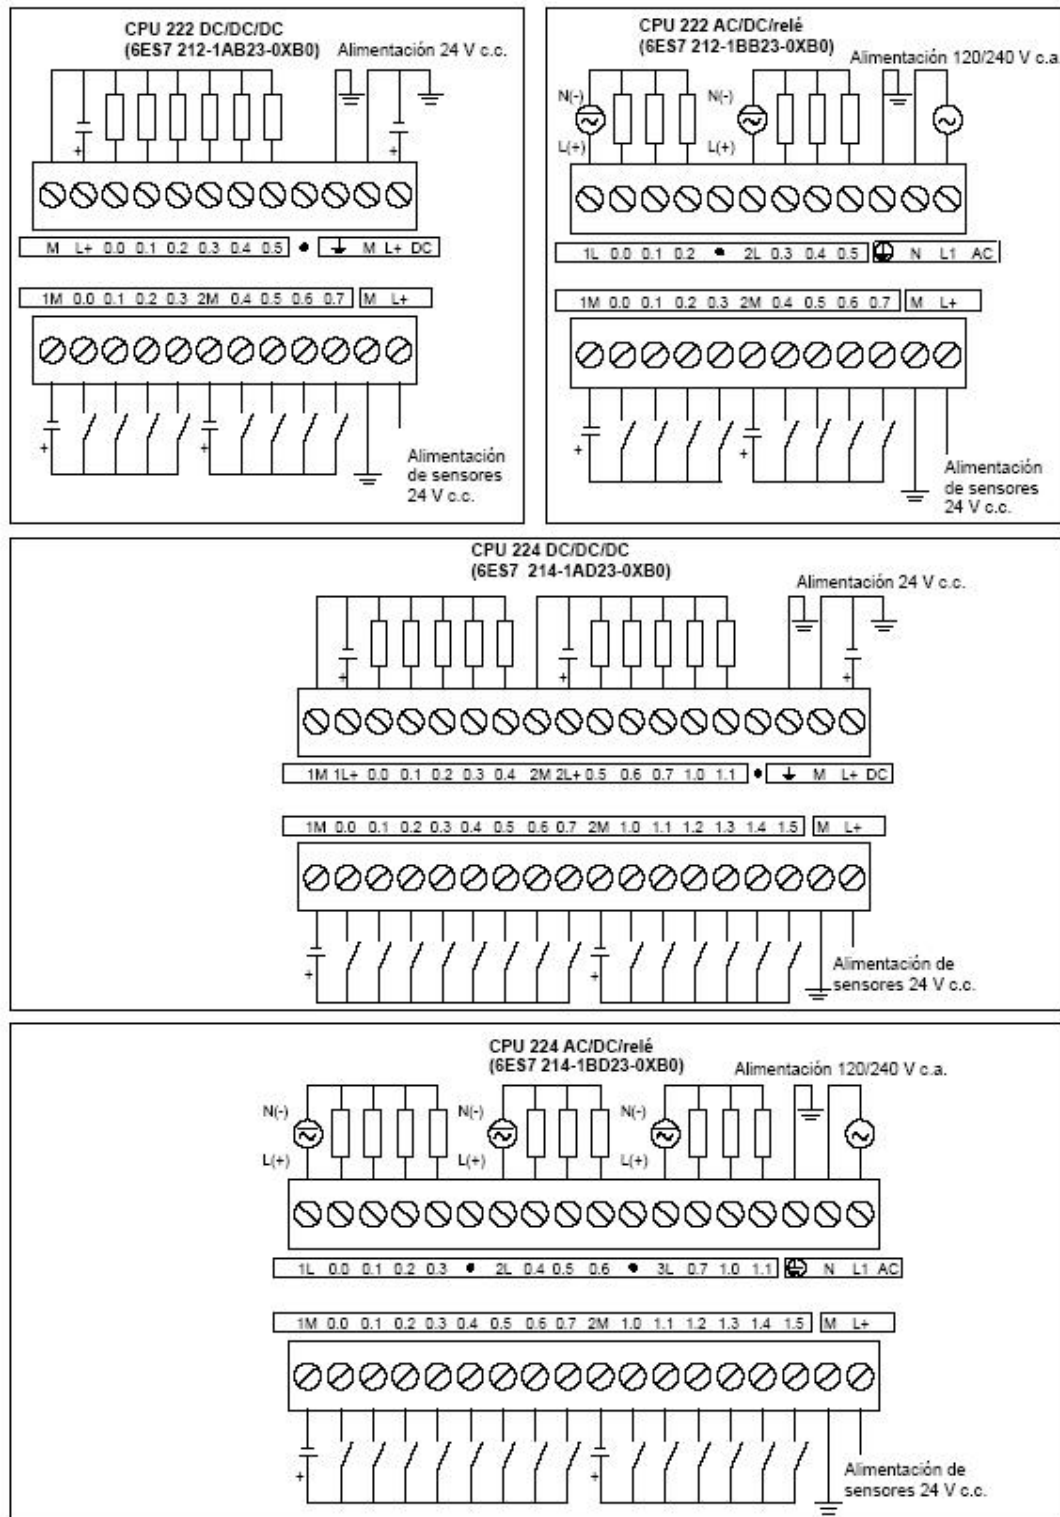 CPU 222 DC/DC/DC
(6ES7 212-1AB23-0XB0)
Alimentación 24 V c.c.
+
+
M L+ 0.0 0.1 0.2 0.3 0.4 0.5 M L+ DC
1M 0.0 0.1 0.2 0.3 2M 0.4 0.5 0.6 0.7 M L+
+
+
Alimentación
de sensores
24 V c.c.
CPU 222 AC/DC/relé
(6ES7 212-1BB23-0XB0)
Alimentación 120/240 V c.a.
N(-) N(-)
L(+) L(+)
1L 0.0 0.1 0.2 2L 0.3 0.4 0.5 N L1 AC
1M 0.0 0.1 0.2 0.3 2M 0.4 0.5 0.6 0.7 M L+
+
+
Alimentación
de sensores
24 V c.c.
CPU 224 DC/DC/DC
(6ES7 214-1AD23-0XB0)
Alimentación 24 V c.c.
+
+
+
1M 1L+ 0.0 0.1 0.2 0.3 0.4 2M 2L+ 0.5 0.6 0.7 1.0 1.1 M L+ DC
1M 0.0 0.1 0.2 0.3 0.4 0.5 0.6 0.7 2M 1.0 1.1 1.2 1.3 1.4 1.5 M L+
+
+
Alimentación de
sensores 24 V c.c.
CPU 224 AC/DC/relé
(6ES7 214-1BD23-0XB0)
Alimentación 120/240 V c.a.
N(-) N(-) N(-)
L(+) L(+) L(+)
1L 0.0 0.1 0.2 0.3 2L 0.4 0.5 0.6 3L 0.7 1.0 1.1 N L1 AC
1M 0.0 0.1 0.2 0.3 0.4 0.5 0.6 0.7 2M 1.0 1.1 1.2 1.3 1.4 1.5 M L+
+
+
Alimentación de
sensores 24 V c.c.